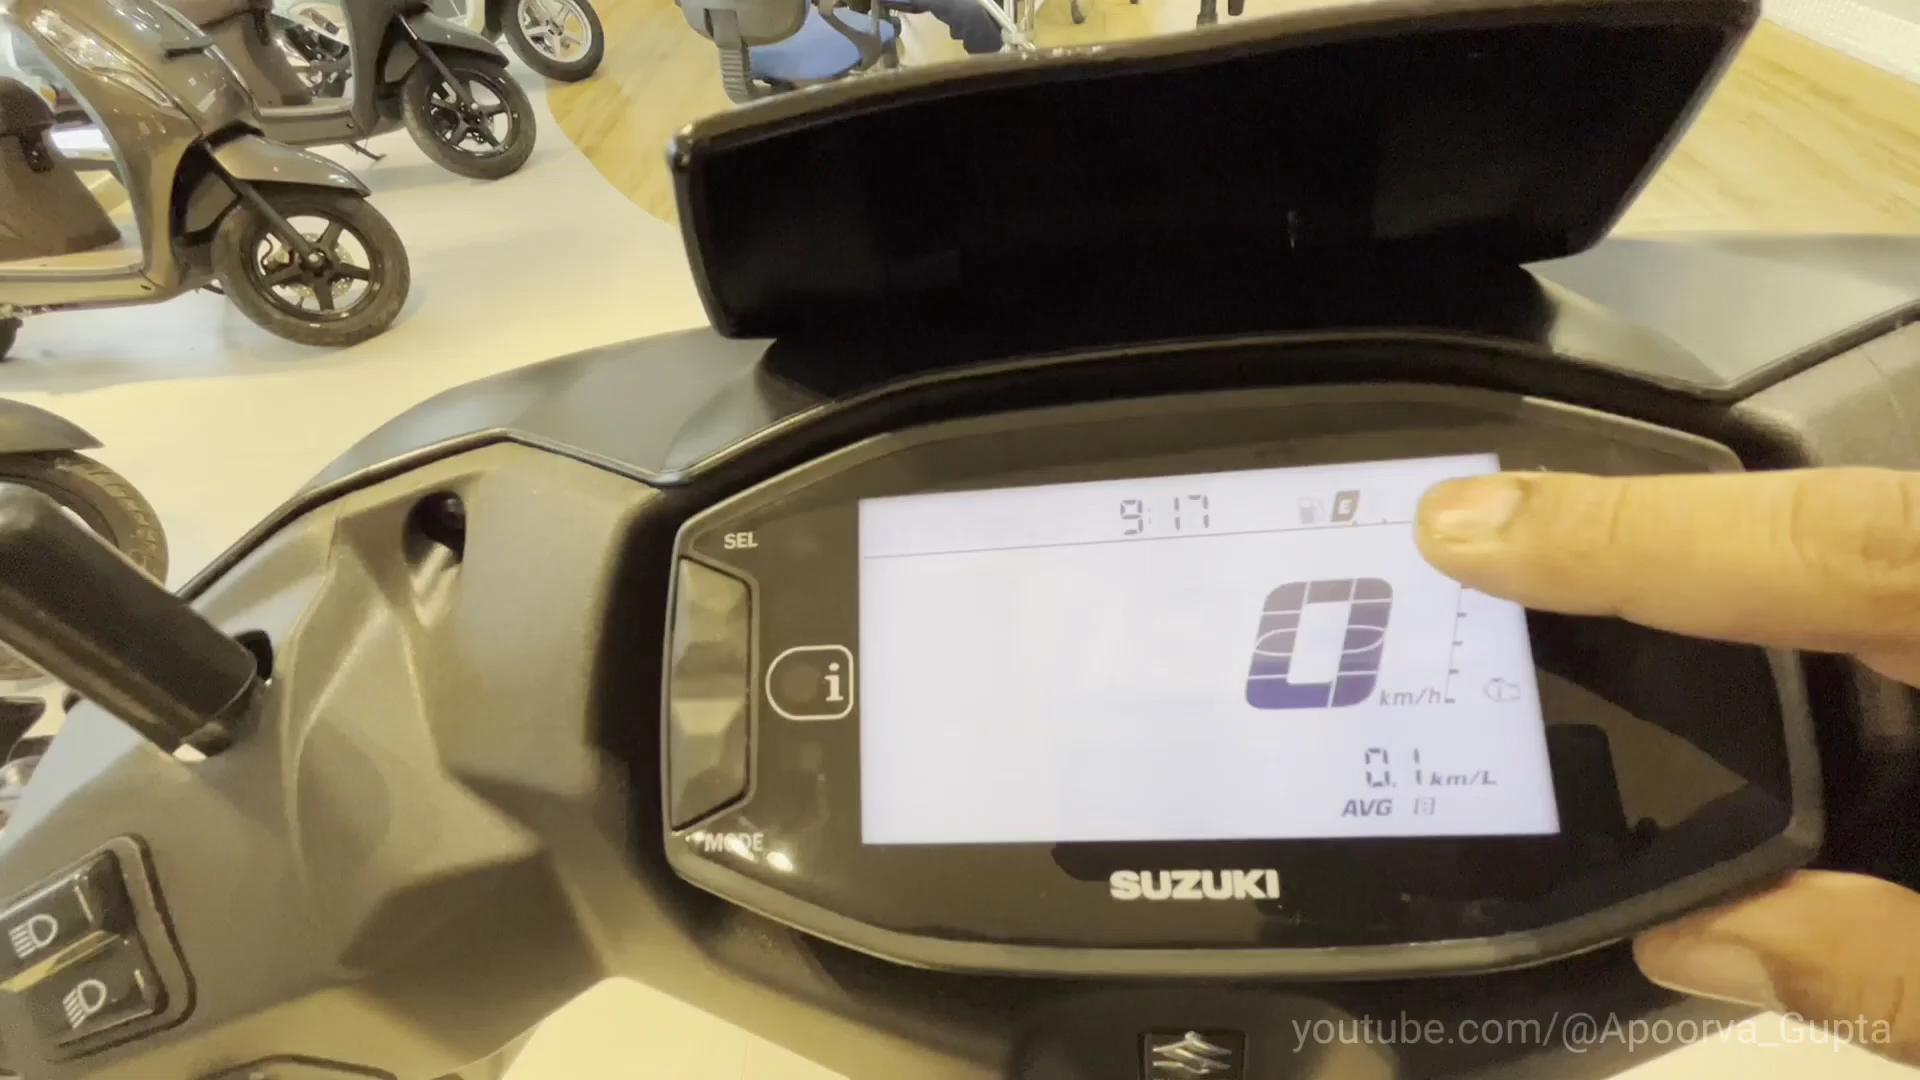 SEL
9:17
E
i
0 km/h
0.1 km/L
AVG
MODE
SUZUKI
youtube.com/@Apoorva_Gupta